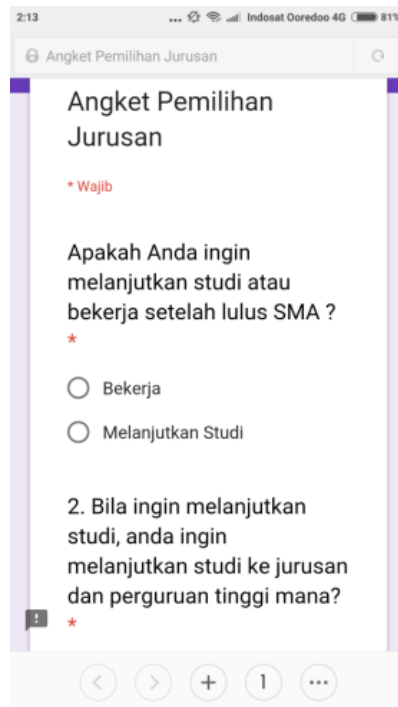 2:13 ... Indosat Ooredoo 4G 81%
Angket Pemilihan Jurusan
Angket Pemilihan
Jurusan
* Wajib
Apakah Anda ingin
melanjutkan studi atau
bekerja setelah lulus SMA ?
*
Bekerja
Melanjutkan Studi
2. Bila ingin melanjutkan
studi, anda ingin
melanjutkan studi ke jurusan
dan perguruan tinggi mana?
*
1